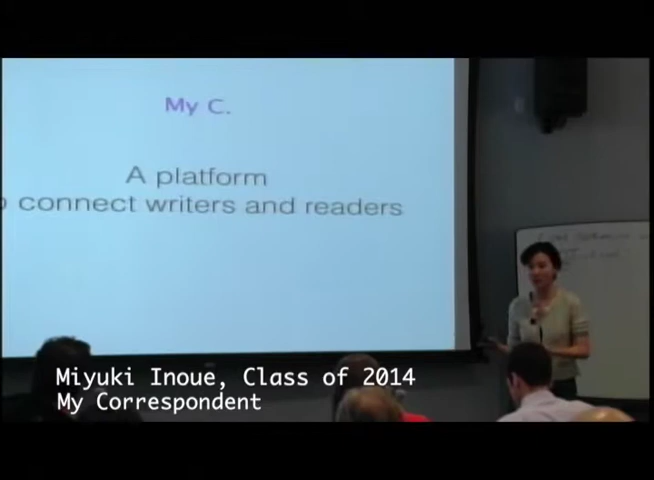 My C.
A platform
connect writers and readers
Miyuki Inoue, Class of 2014
My Correspondent